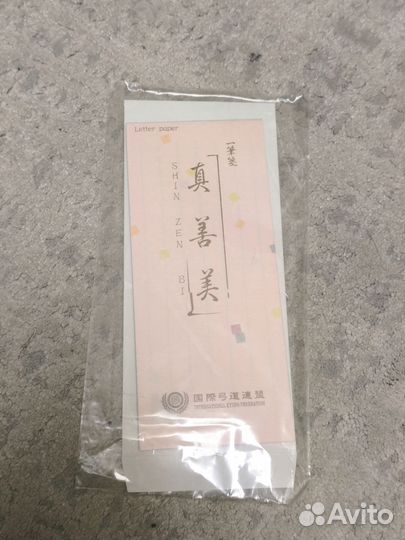 Letter paper
一筆箋
真善美
SHIN ZEN BI
国際弓道連盟
INTERNATIONAL KYUDO FEDERATION
Avito